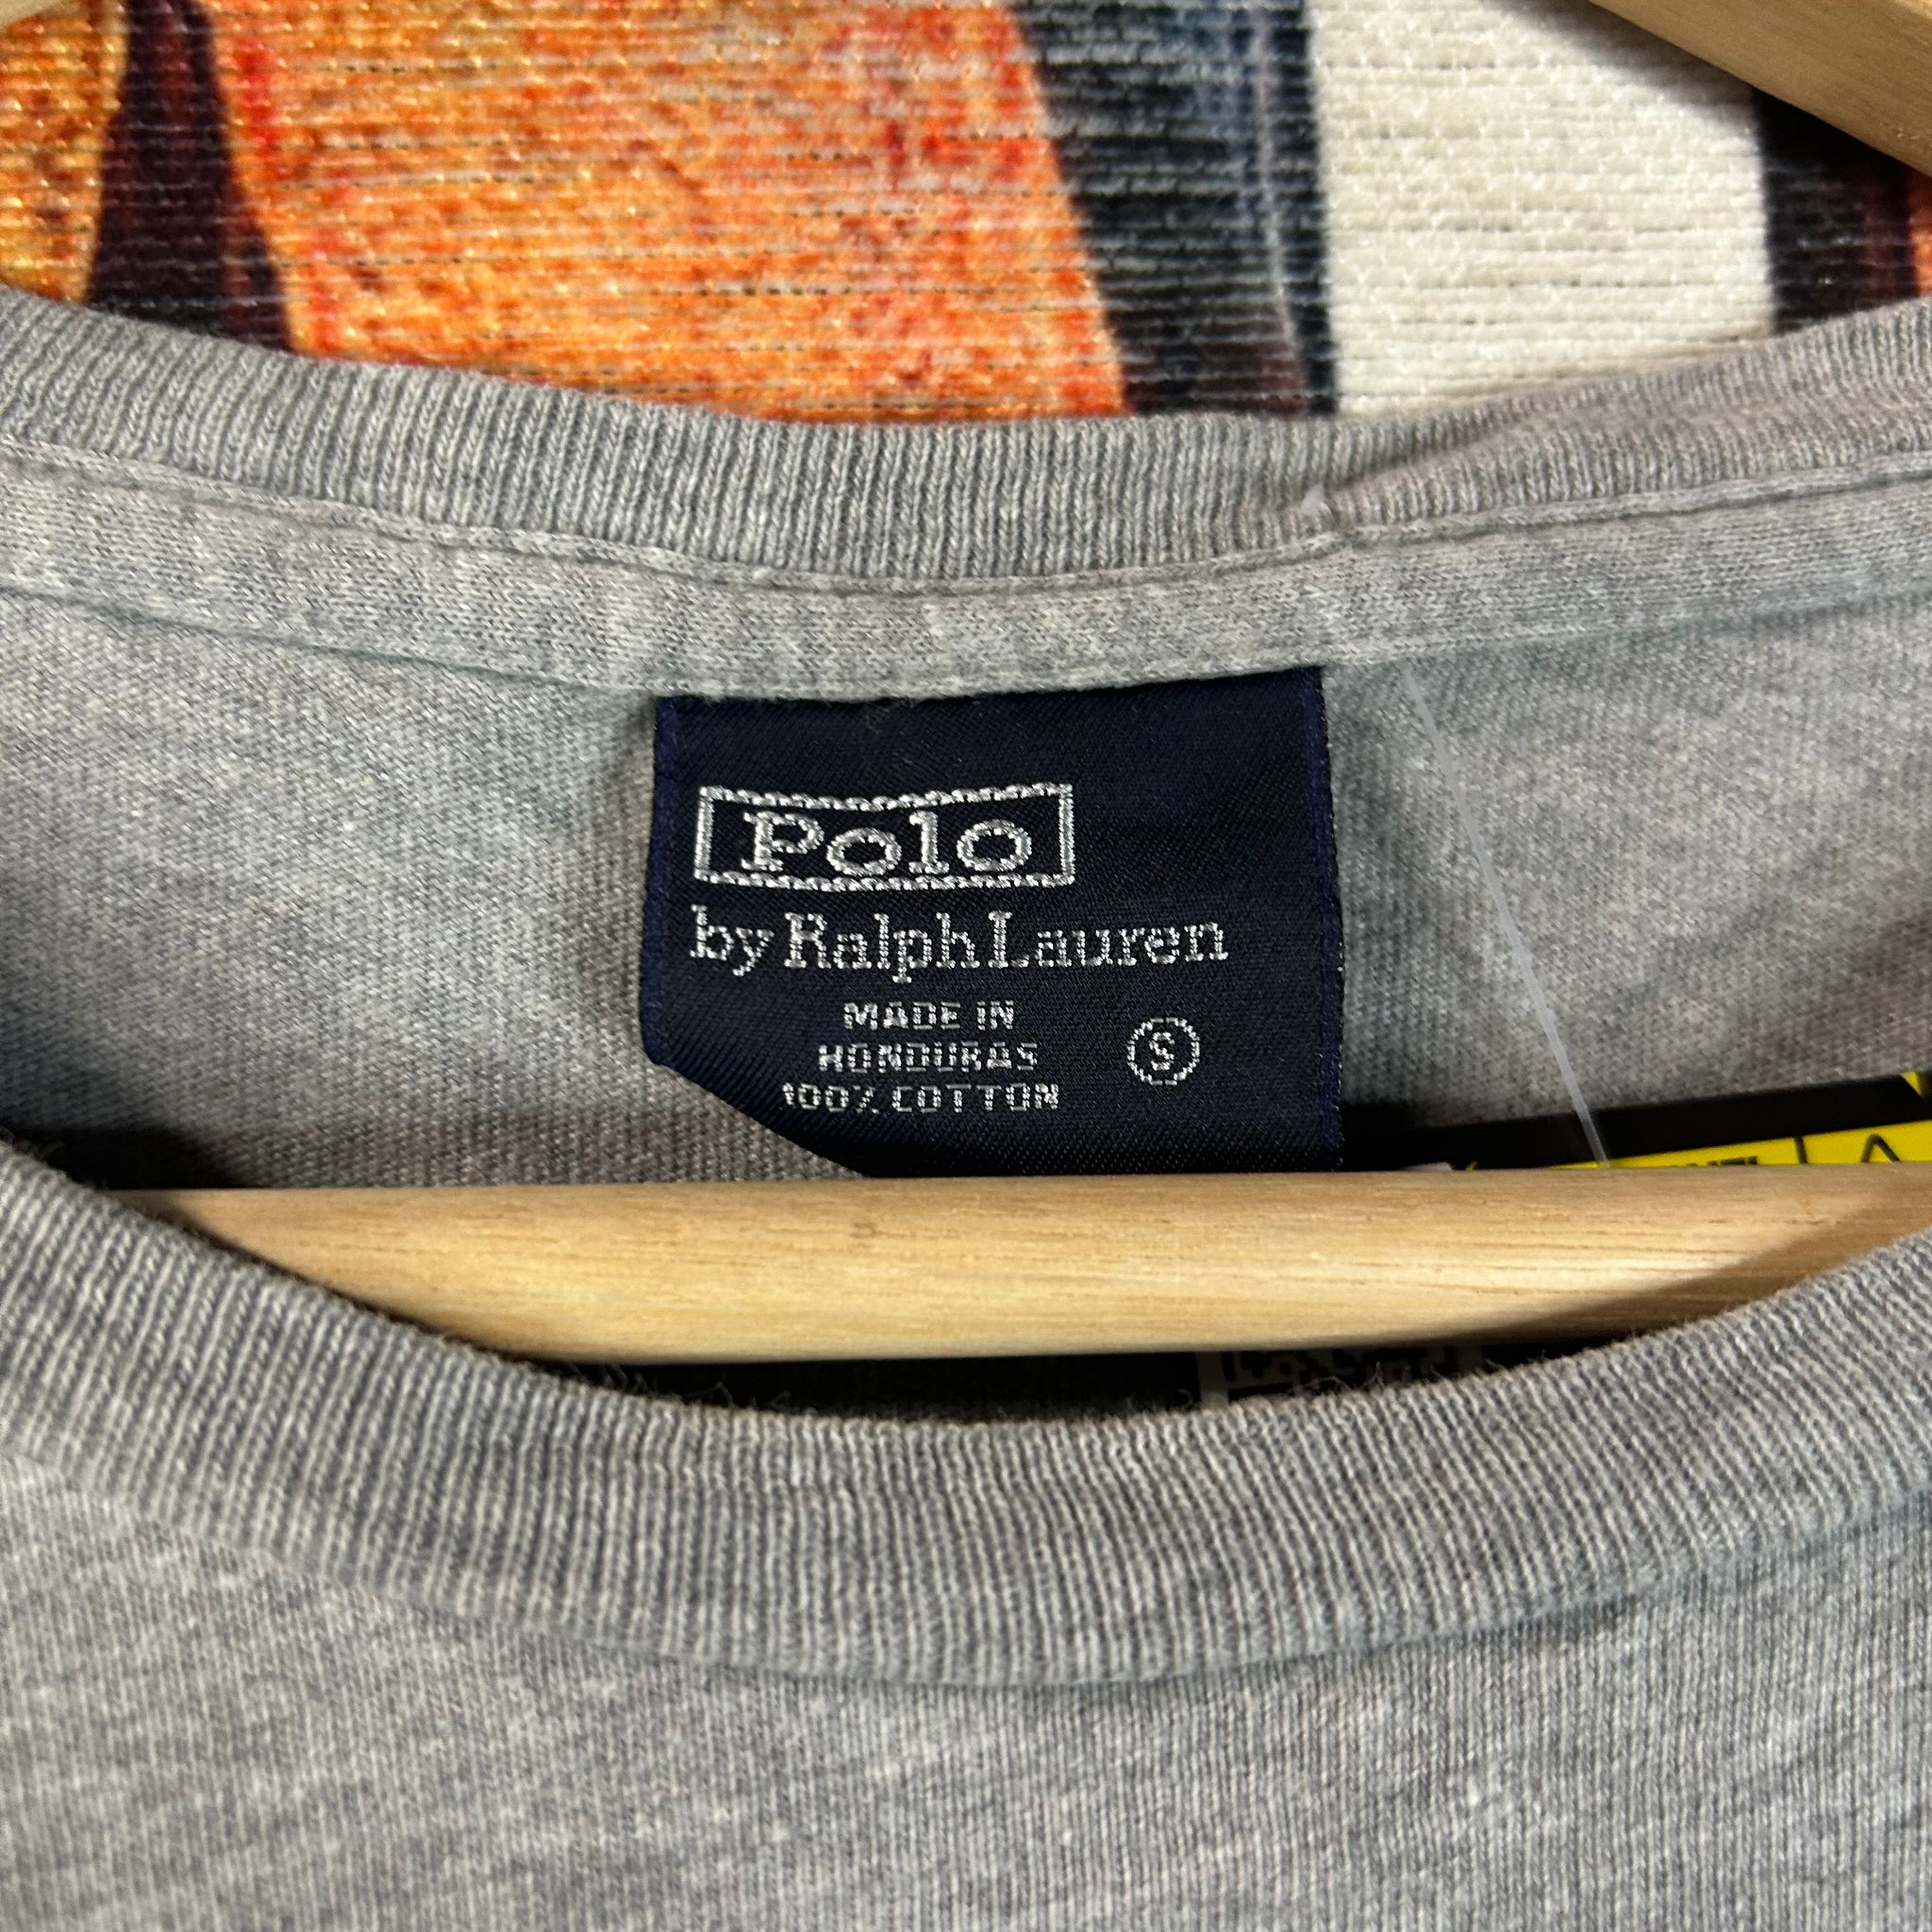 Polo
by Ralph Lauren
MADE IN
HONDURAS
100% COTTON
S